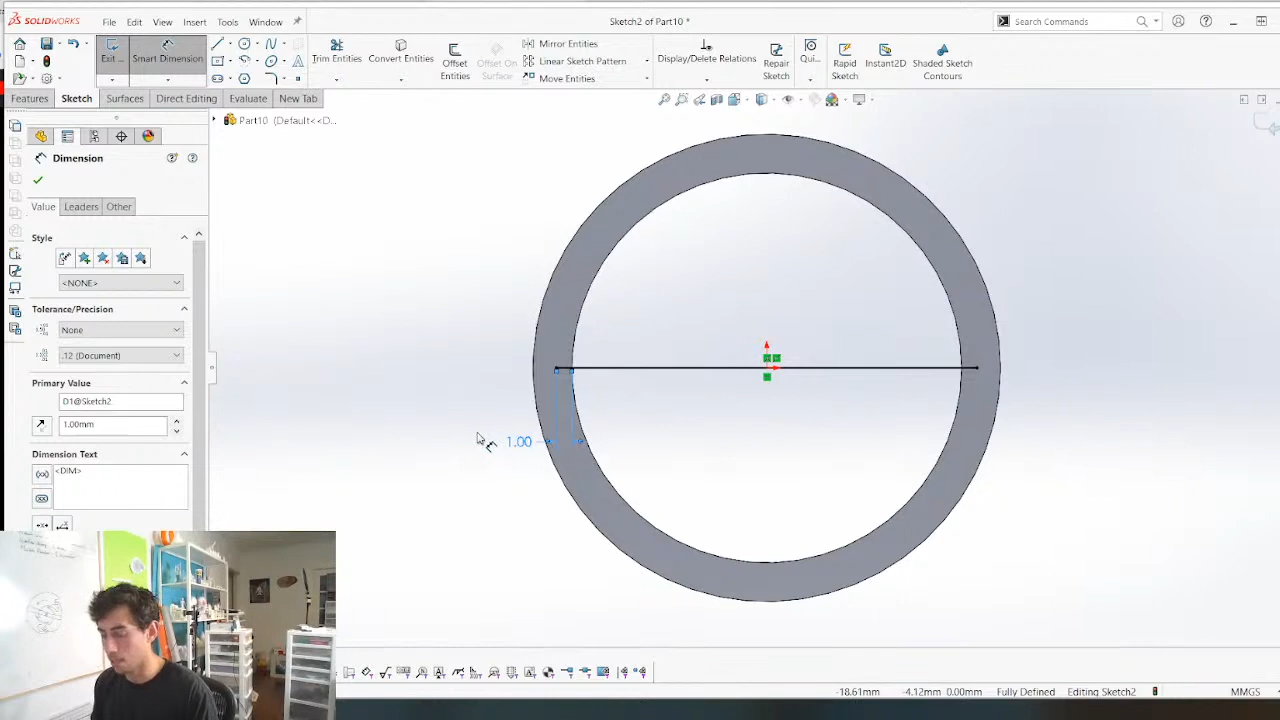 SOLIDWORKS File Edit View Insert Tools Window Sketch2 of Part10 * Search Commands
Exit ... Smart Dimension Trim Entities Convert Entities Offset Entities Offset On Surface Mirror Entities Linear Sketch Pattern Move Entities Display/Delete Relations Repair Sketch Qui... Rapid Sketch Instant2D Shaded Sketch Contours
Features Sketch Surfaces Direct Editing Evaluate New Tab
Part10 (Default<<D...
Dimension
Value Leaders Other
Style
<NONE>
Tolerance/Precision
None
.12 (Document)
Primary Value
D1@Sketch2
1.00mm
1.00
Dimension Text
<DIM>
-18.61mm -4.12mm 0.00mm Fully Defined Editing Sketch2 MMGS